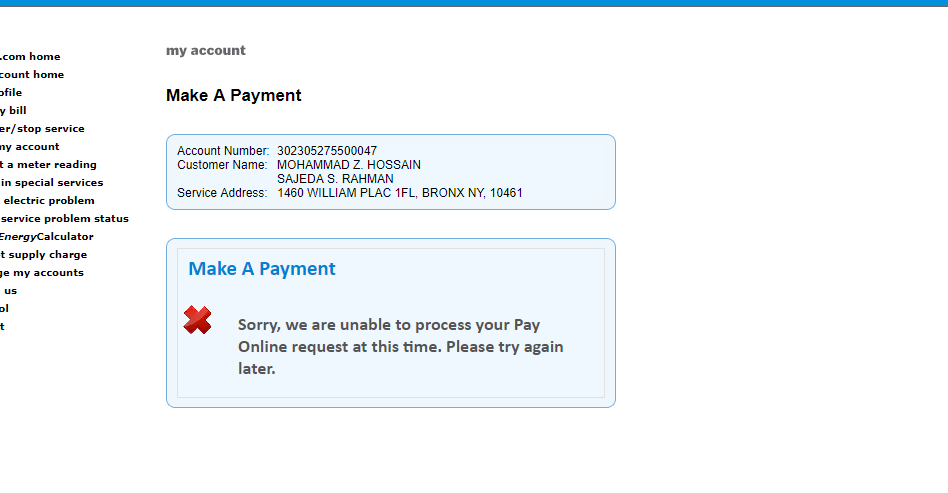 my account
.com home
count home
ofile
y bill
er/stop service
my account
t a meter reading
in special services
electric problem
service problem status
EnergyCalculator
t supply charge
ge my accounts
us
ol
t
Make A Payment
Account Number: 302305275500047
Customer Name: MOHAMMAD Z. HOSSAIN
SAJEDA S. RAHMAN
Service Address: 1460 WILLIAM PLAC 1FL, BRONX NY, 10461
Make A Payment
Sorry, we are unable to process your Pay
Online request at this time. Please try again
later.